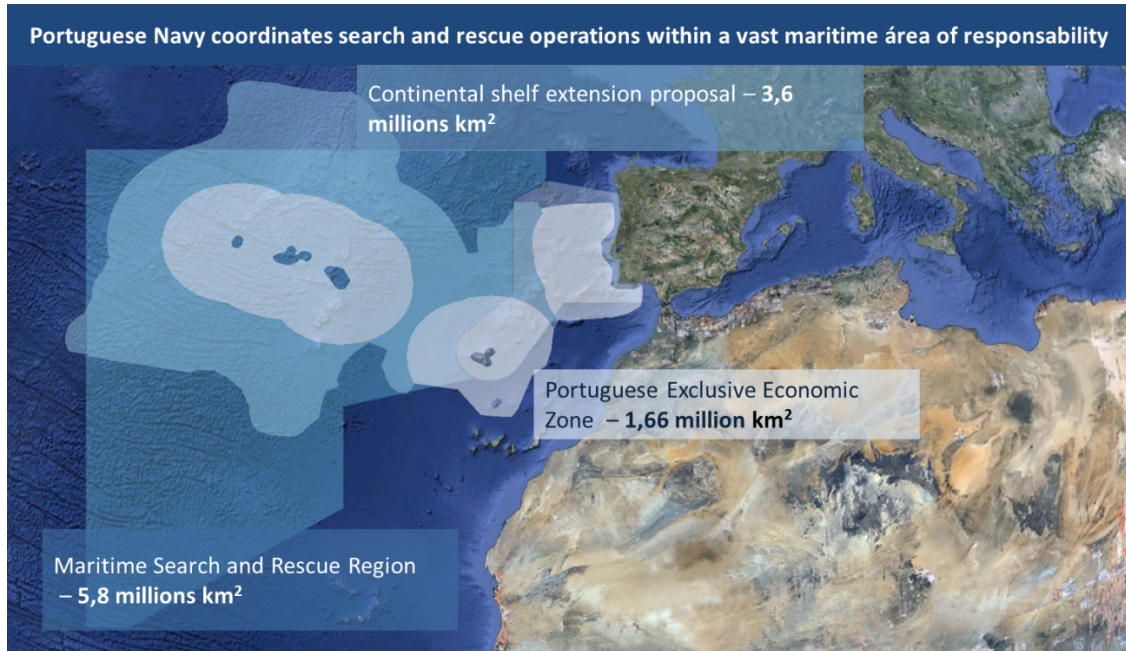 Portuguese Navy coordinates search and rescue operations within a vast maritime área of responsability
Continental shelf extension proposal – 3,6
millions km²
Portuguese Exclusive Economic
Zone – 1,66 million km²
Maritime Search and Rescue Region
– 5,8 millions km²